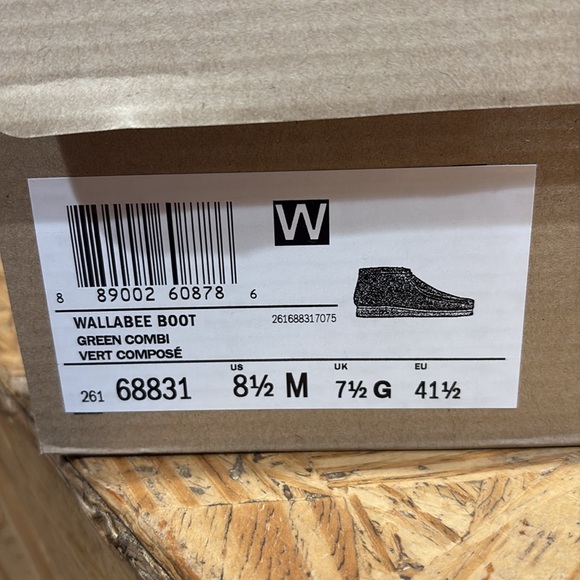 W
8 89002 60878 6
WALLABEE BOOT 261688317075
GREEN COMBI
VERT COMPOSÉ
US UK EU
261 68831 8½ M 7½ G 41½